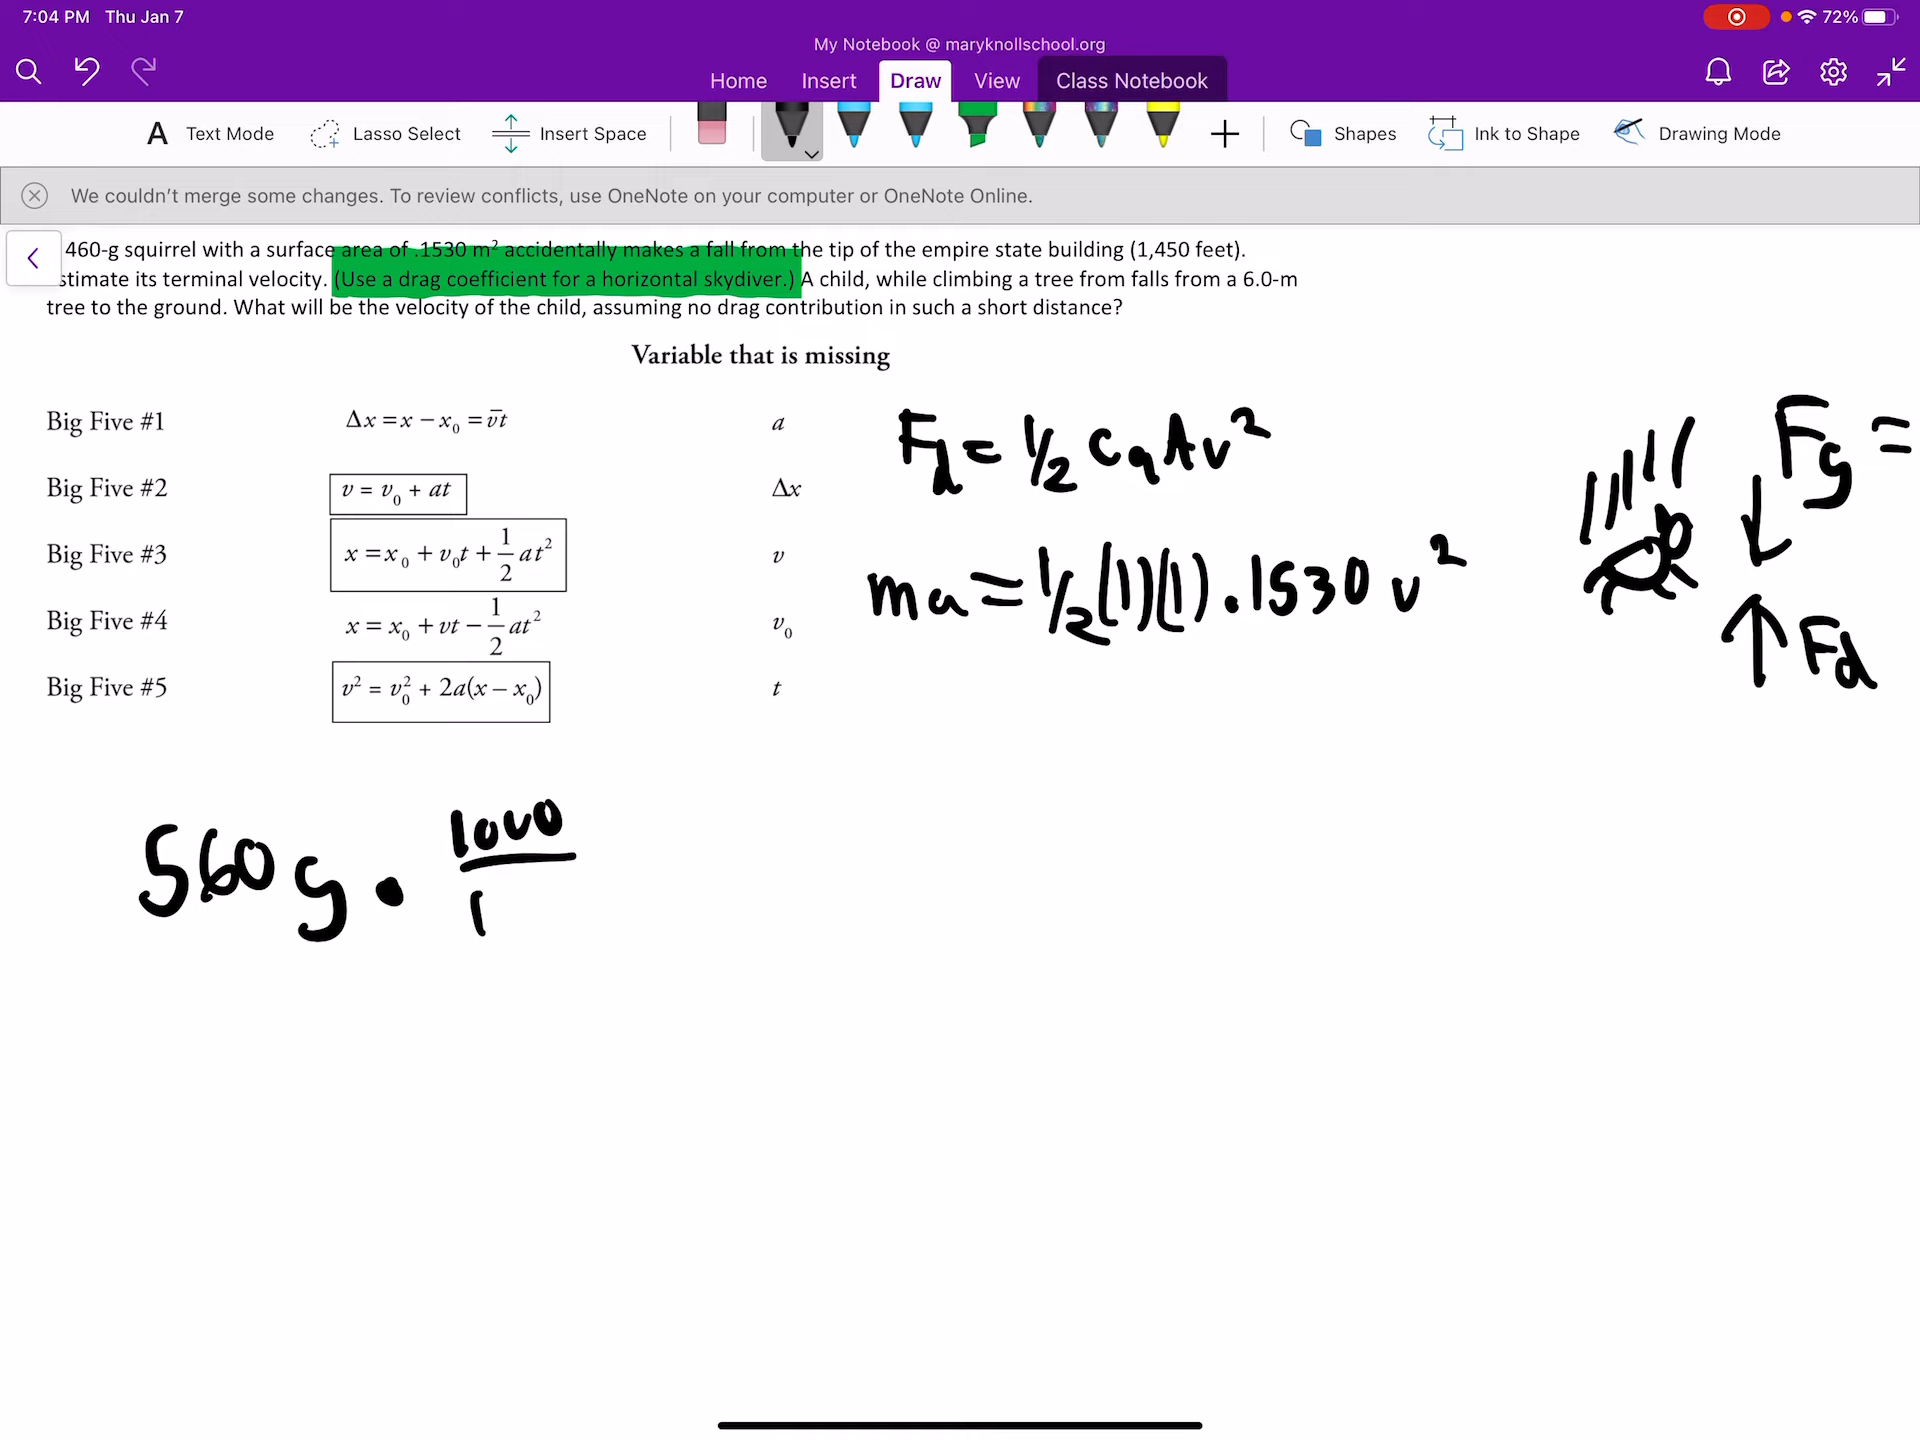 7:04 PM Thu Jan 7
72%
My Notebook @ maryknollschool.org
Home Insert Draw View Class Notebook
A Text Mode Lasso Select Insert Space Shapes Ink to Shape Drawing Mode
We couldn't merge some changes. To review conflicts, use OneNote on your computer or OneNote Online.
460-g squirrel with a surface area of .1530 m² accidentally makes a fall from the tip of the empire state building (1,450 feet).
stimate its terminal velocity. (Use a drag coefficient for a horizontal skydiver.) A child, while climbing a tree from falls from a 6.0-m
tree to the ground. What will be the velocity of the child, assuming no drag contribution in such a short distance?
Variable that is missing
Big Five #1 Δx = x − x₀ = v̄t a
Big Five #2 v = v₀ + at Δx
Big Five #3 x = x₀ + v₀t + 1/2 at² v
Big Five #4 x = x₀ + vt − 1/2 at² v₀
Big Five #5 v² = v₀² + 2a(x − x₀) t
Fd = 1/2 C q A v²
ma = 1/2 (1)(1) .1530 v²
Fg =
Fd
560 g · 1000
1